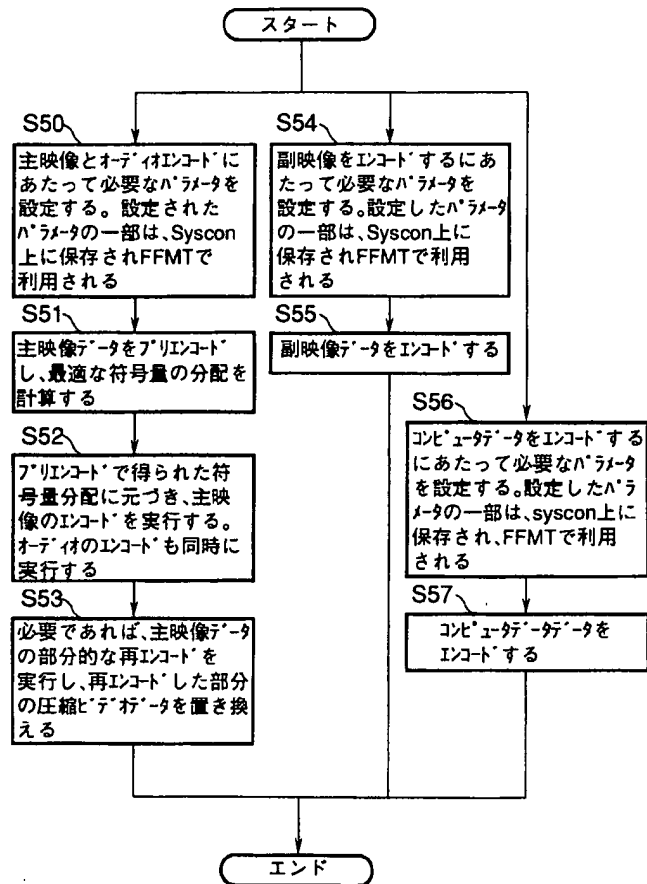 スタート
S50
主映像とオーディオエンコードに
あたって必要なパラメータを
設定する。設定された
パラメータの一部は、Syscon
上に保存されFFMTで
利用される
S51
主映像データをプリエンコード
し、最適な符号量の分配を
計算する
S52
プリエンコードで得られた符
号量分配に元づき、主映
像のエンコードを実行する。
オーディオのエンコードも同時に
実行する
S53
必要であれば、主映像データ
の部分的な再エンコードを
実行し、再エンコードした部分
の圧縮ビデオデータを置き換
える
S54
副映像をエンコードするにあ
たって必要なパラメータを
設定する。設定したパラメータ
の一部は、Syscon上に
保存されFFMTで利用
される
S55
副映像データをエンコードする
S56
コンピュータデータをエンコードする
にあたって必要なパラメータ
を設定する。設定したパラ
メータの一部は、syscon上に
保存され、FFMTで利用
される
S57
コンピュータデータデータを
エンコードする
エンド